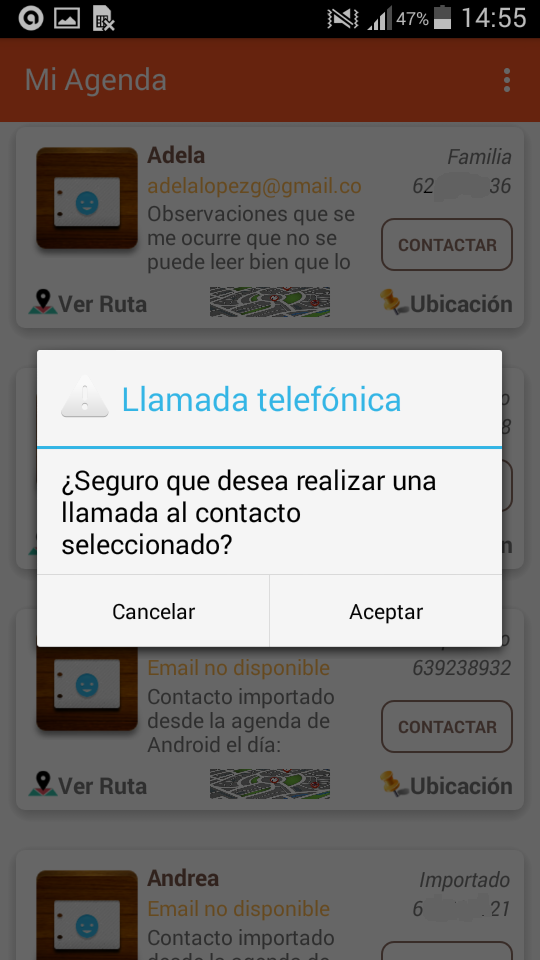 47% 14:55
Mi Agenda
Adela
Familia
adelalopezg@gmail.co
62 36
Observaciones que se
me ocurre que no se
puede leer bien que lo
CONTACTAR
Ver Ruta
Ubicación
o
8
n
Llamada telefónica
¿Seguro que desea realizar una
llamada al contacto
seleccionado?
Cancelar
Aceptar
Email no disponible
639238932
Contacto importado
desde la agenda de
Android el día:
CONTACTAR
Ver Ruta
Ubicación
Andrea
Importado
Email no disponible
6 21
Contacto importado